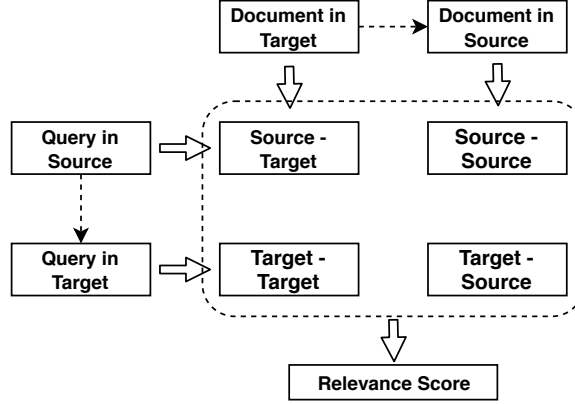 Document in
Target
Document in
Source
Query in
Source
Source -
Target
Source -
Source
Query in
Target
Target -
Target
Target -
Source
Relevance Score